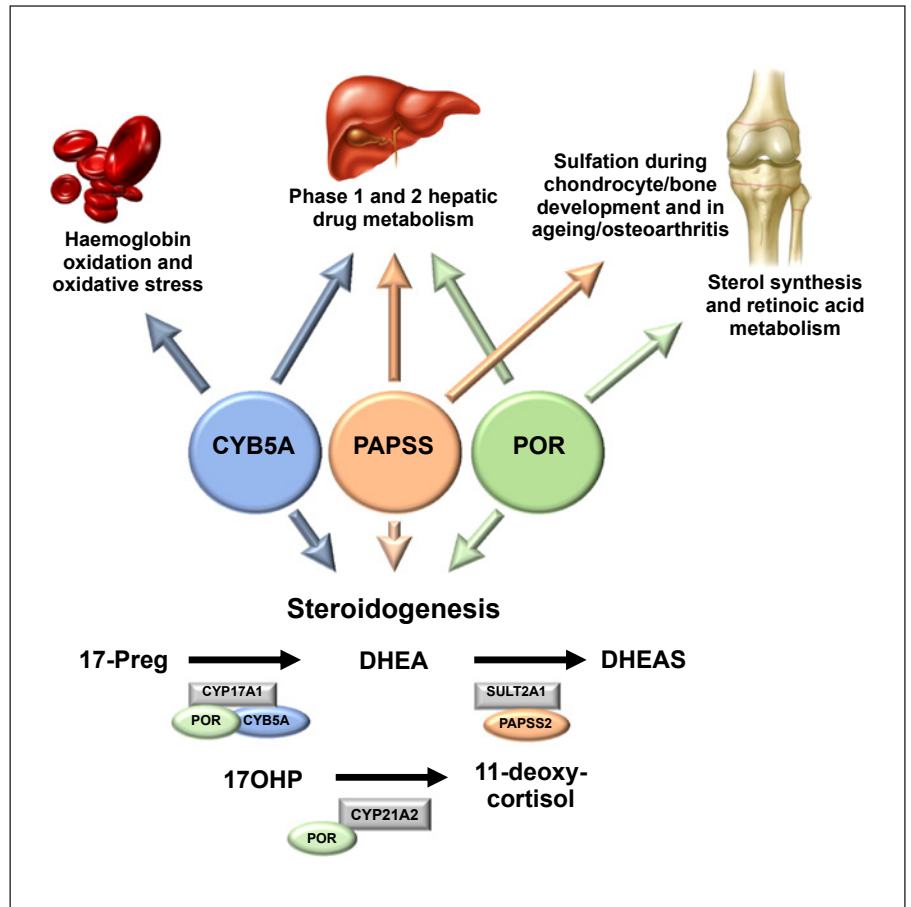 Haemoglobin
oxidation and
oxidative stress
Phase 1 and 2 hepatic
drug metabolism
Sulfation during
chondrocyte/bone
development and in
ageing/osteoarthritis
Sterol synthesis
and retinoic acid
metabolism
CYB5A
PAPSS
POR
Steroidogenesis
17-Preg
DHEA
DHEAS
CYP17A1
POR
CYB5A
SULT2A1
PAPSS2
17OHP
11-deoxy-
cortisol
CYP21A2
POR